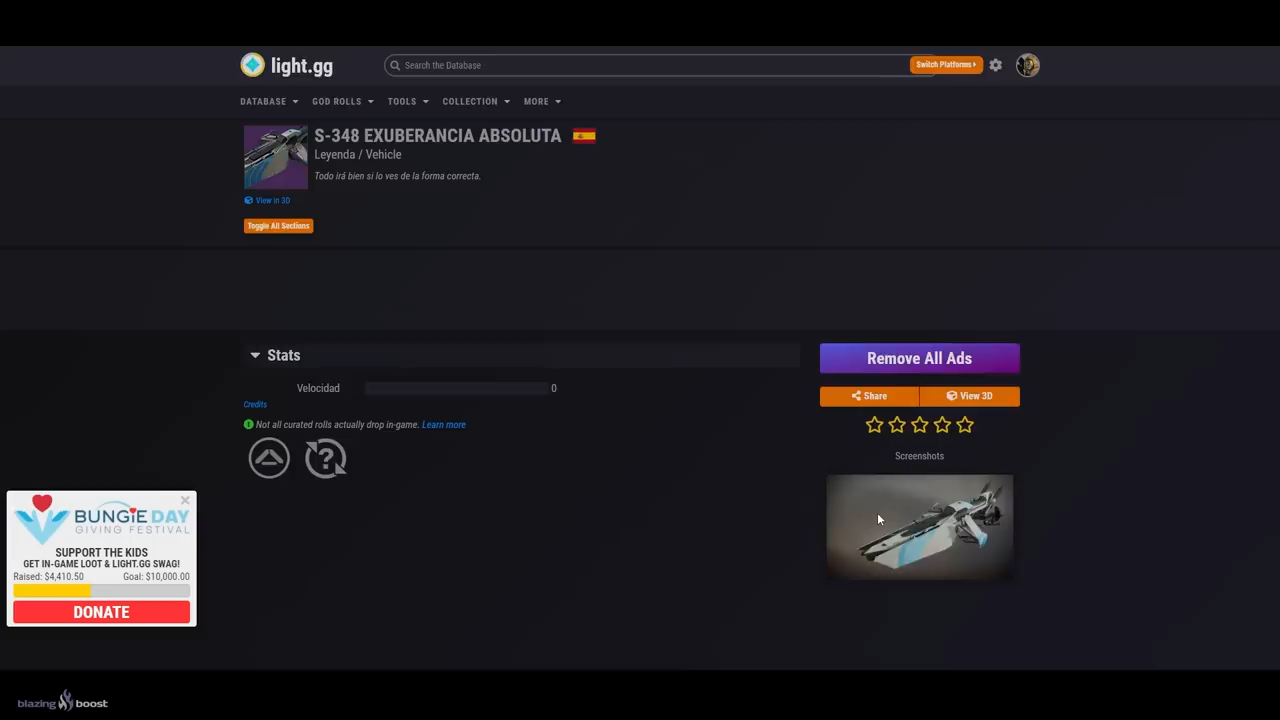 light.gg
Search the Database
Switch Platforms
DATABASE GOD ROLLS TOOLS COLLECTION MORE
S-348 EXUBERANCIA ABSOLUTA
Leyenda / Vehicle
Todo irá bien si lo ves de la forma correcta.
View in 3D
Toggle All Sections
Stats
Velocidad 0
Credits
Not all curated rolls actually drop in-game. Learn more
Remove All Ads
Share View 3D
Screenshots
BUNGIE DAY
GIVING FESTIVAL
SUPPORT THE KIDS
GET IN-GAME LOOT & LIGHT.GG SWAG!
Raised: $4,410.50 Goal: $10,000.00
DONATE
blazing boost